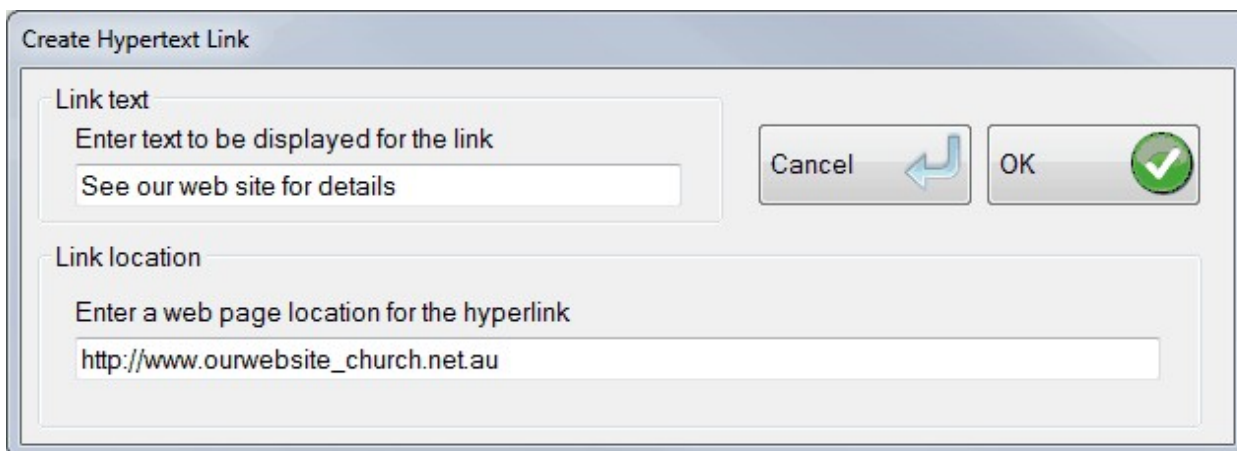 Create Hypertext Link
Link text
Enter text to be displayed for the link
See our web site for details
Cancel
OK
Link location
Enter a web page location for the hyperlink
http://www.ourwebsite_church.net.au